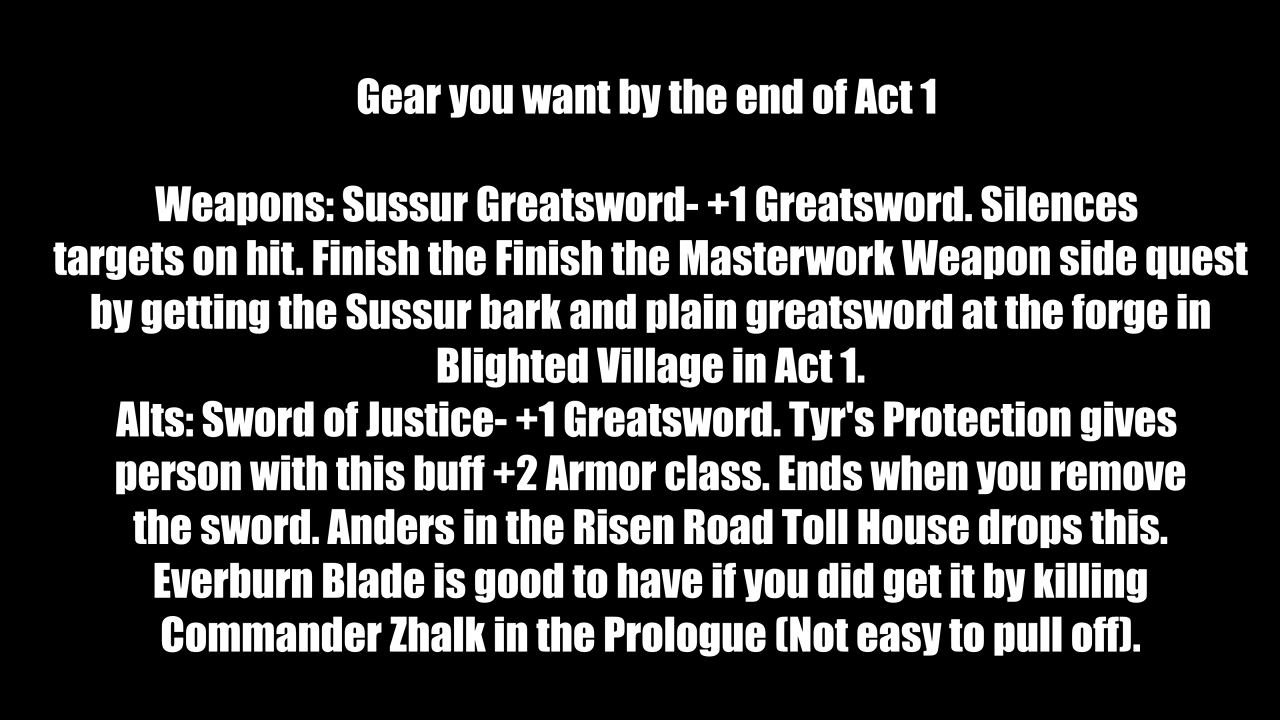 Gear you want by the end of Act 1
Weapons: Sussur Greatsword- +1 Greatsword. Silences
targets on hit. Finish the Finish the Masterwork Weapon side quest
by getting the Sussur bark and plain greatsword at the forge in
Blighted Village in Act 1.
Alts: Sword of Justice- +1 Greatsword. Tyr's Protection gives
person with this buff +2 Armor class. Ends when you remove
the sword. Anders in the Risen Road Toll House drops this.
Everburn Blade is good to have if you did get it by killing
Commander Zhalk in the Prologue (Not easy to pull off).